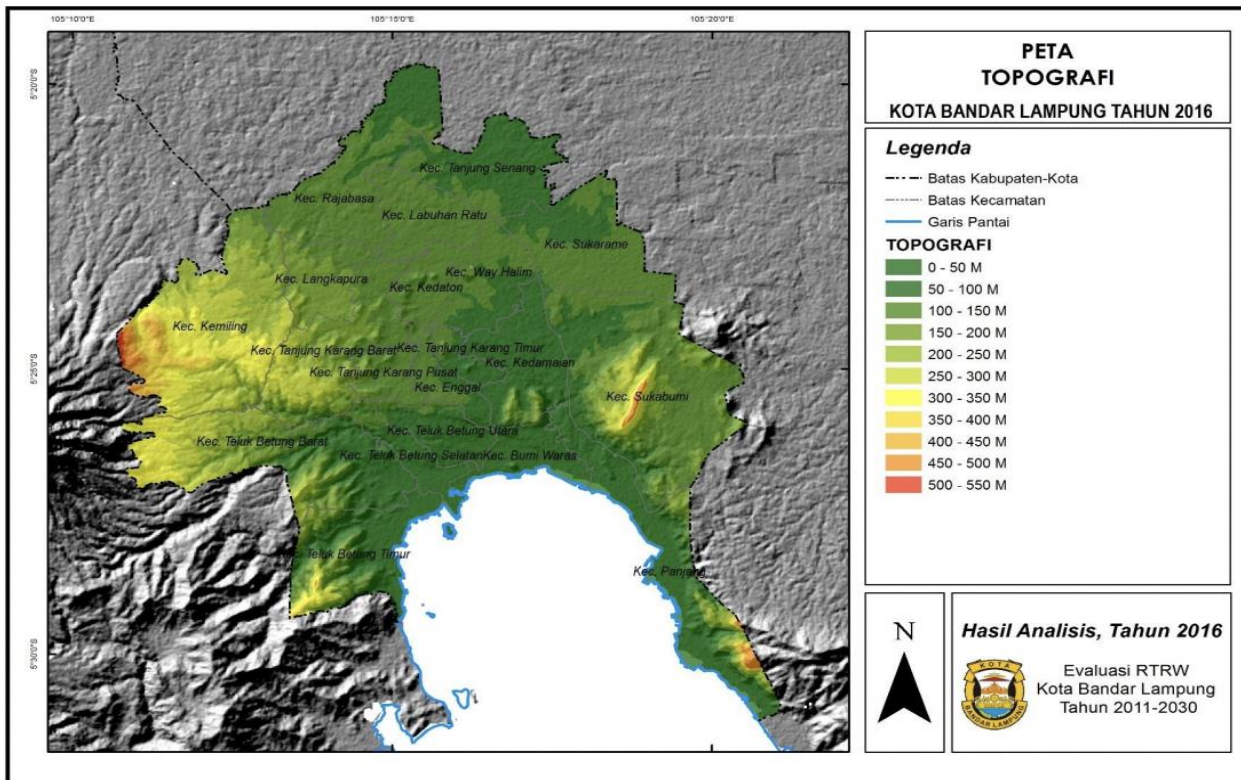 105°10'0"E
105°15'0"E
105°20'0"E
5°20'0"S
5°25'0"S
5°30'0"S
Kec. Tanjung Senang
Kec. Rajabasa
Kec. Labuhan Ratu
Kec. Sukarame
Kec. Way Halim
Kec. Langkapura
Kec. Kedaton
Kec. Kemiling
Kec. Tanjung Karang Barat
Kec. Tanjung Karang Timur
Kec. Kedamaian
Kec. Tanjung Karang Pusat
Kec. Enggal
Kec. Sukabumi
Kec. Teluk Betung Utara
Kec. Teluk Betung Barat
Kec. Teluk Betung Selatan
Kec. Bumi Waras
Kec. Teluk Betung Timur
Kec. Panjang
PETA
TOPOGRAFI
KOTA BANDAR LAMPUNG TAHUN 2016
Legenda
Batas Kabupaten-Kota
Batas Kecamatan
Garis Pantai
TOPOGRAFI
0 - 50 M
50 - 100 M
100 - 150 M
150 - 200 M
200 - 250 M
250 - 300 M
300 - 350 M
350 - 400 M
400 - 450 M
450 - 500 M
500 - 550 M
N
Hasil Analisis, Tahun 2016
KOTA
BANDAR LAMPUNG
Evaluasi RTRW
Kota Bandar Lampung
Tahun 2011-2030